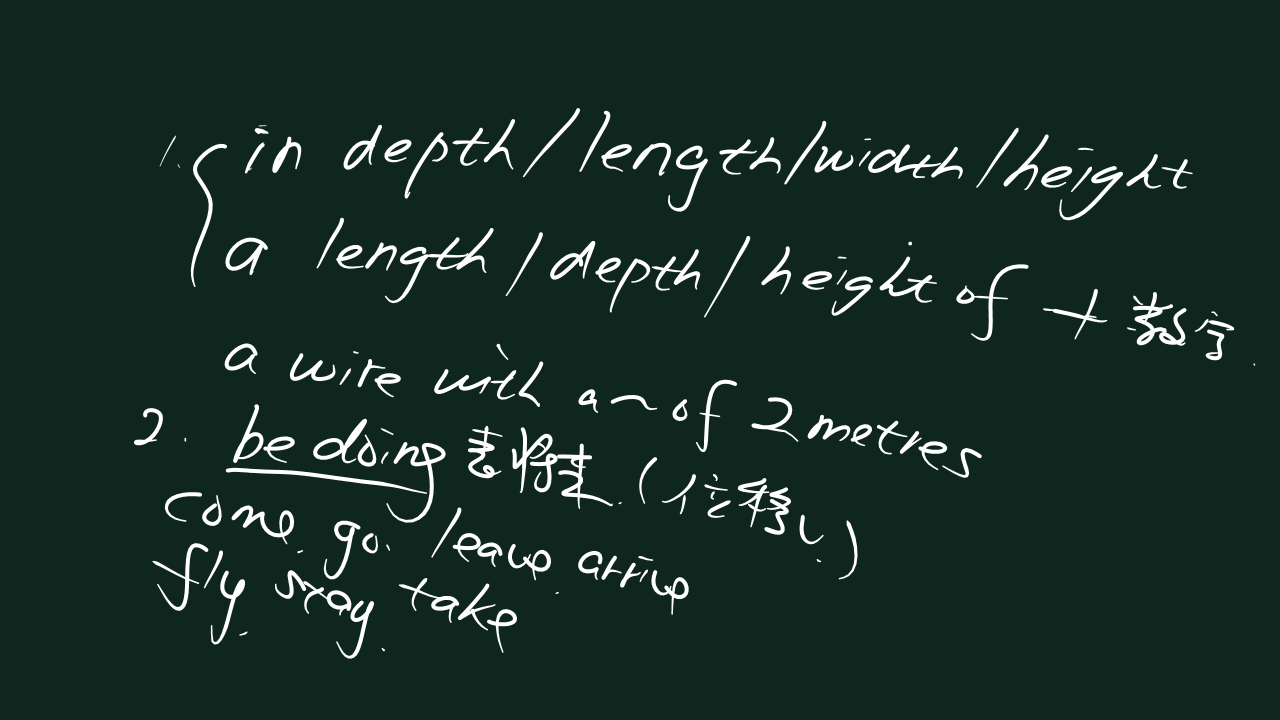 1. { in depth/length/width/height
a length/depth/height of + 数字.
a wire with a ~ of 2 metres
2. be doing 表将来.(位移v.)
come. go. leave. arrive
fly. stay. take